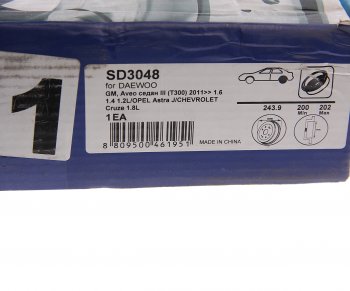 1
SD3048
for DAEWOO
GM, Aveo седан III (T300) 2011>> 1.6
1.4 1.2L/OPEL Astra J/CHEVROLET
Cruze 1.8L
1EA
243.9 200 202
Min Max
8 809500 461951
MADE IN CHINA